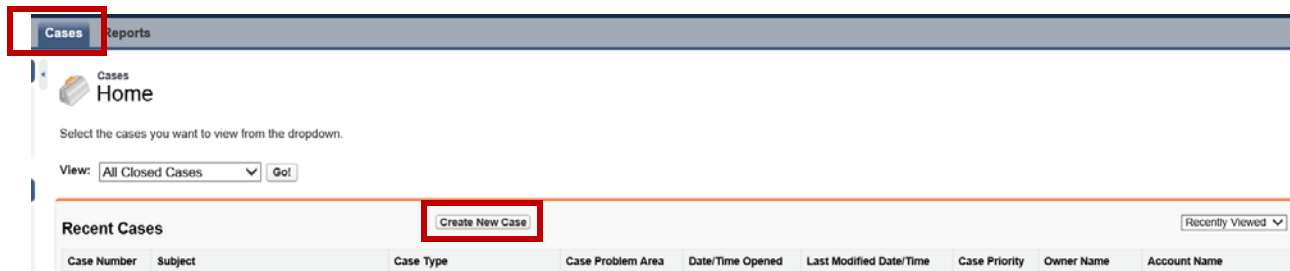 Cases Reports
Cases
Home
Select the cases you want to view from the dropdown.
View: All Closed Cases Go!
Recent Cases Create New Case Recently Viewed
Case Number Subject Case Type Case Problem Area Date/Time Opened Last Modified Date/Time Case Priority Owner Name Account Name